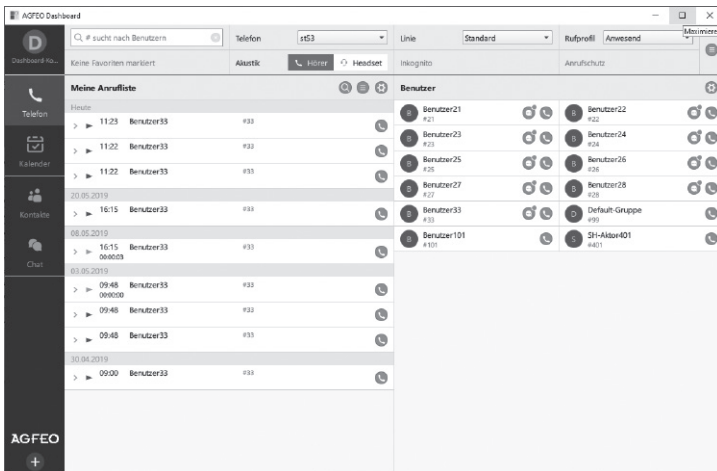 AGFEO Dashboard
D
# sucht nach Benutzern
Telefon
st53
Linie
Standard
Rufprofil
Anwesend
Maximiere
Dashboard Ko...
Keine Favoriten markiert
Akustik
Hörer
Headset
Inkognito
Anrufschutz
Telefon
Kalender
Kontakte
Chat
AGFEO
Meine Anrufliste
Heute
11:23 Benutzer33 #33
11:22 Benutzer33 #33
11:22 Benutzer33 #33
20.05.2019
16:15 Benutzer33 #33
08.05.2019
16:15 Benutzer33 #33
00:00:03
03.05.2019
09:48 Benutzer33 #33
00:00:00
09:48 Benutzer33 #33
09:48 Benutzer33 #33
30.04.2019
09:00 Benutzer33 #33
Benutzer
B Benutzer21
#21
B Benutzer22
#22
B Benutzer23
#23
B Benutzer24
#24
B Benutzer25
#25
B Benutzer26
#26
B Benutzer27
#27
B Benutzer28
#28
B Benutzer33
#33
D Default-Gruppe
#99
B Benutzer101
#101
S SH-Aktor401
#401